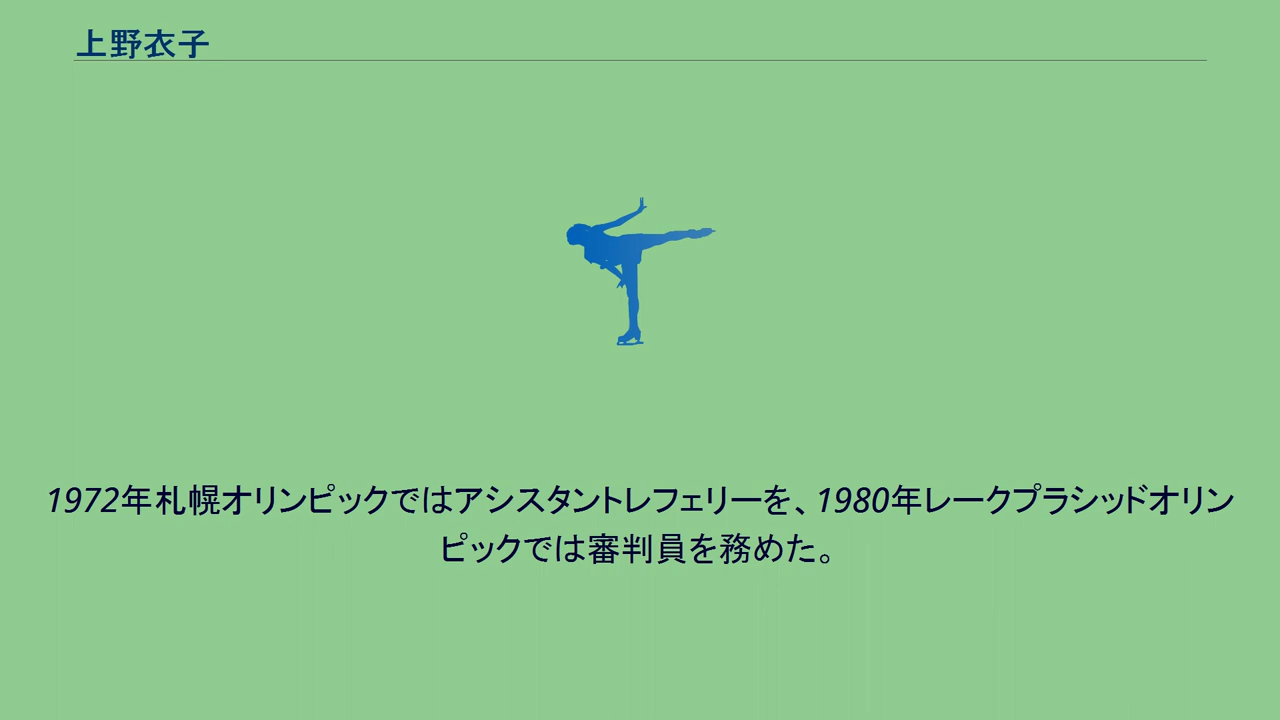 上野衣子
1972年札幌オリンピックではアシスタントレフェリーを、1980年レークプラシッドオリン
ピックでは審判員を務めた。